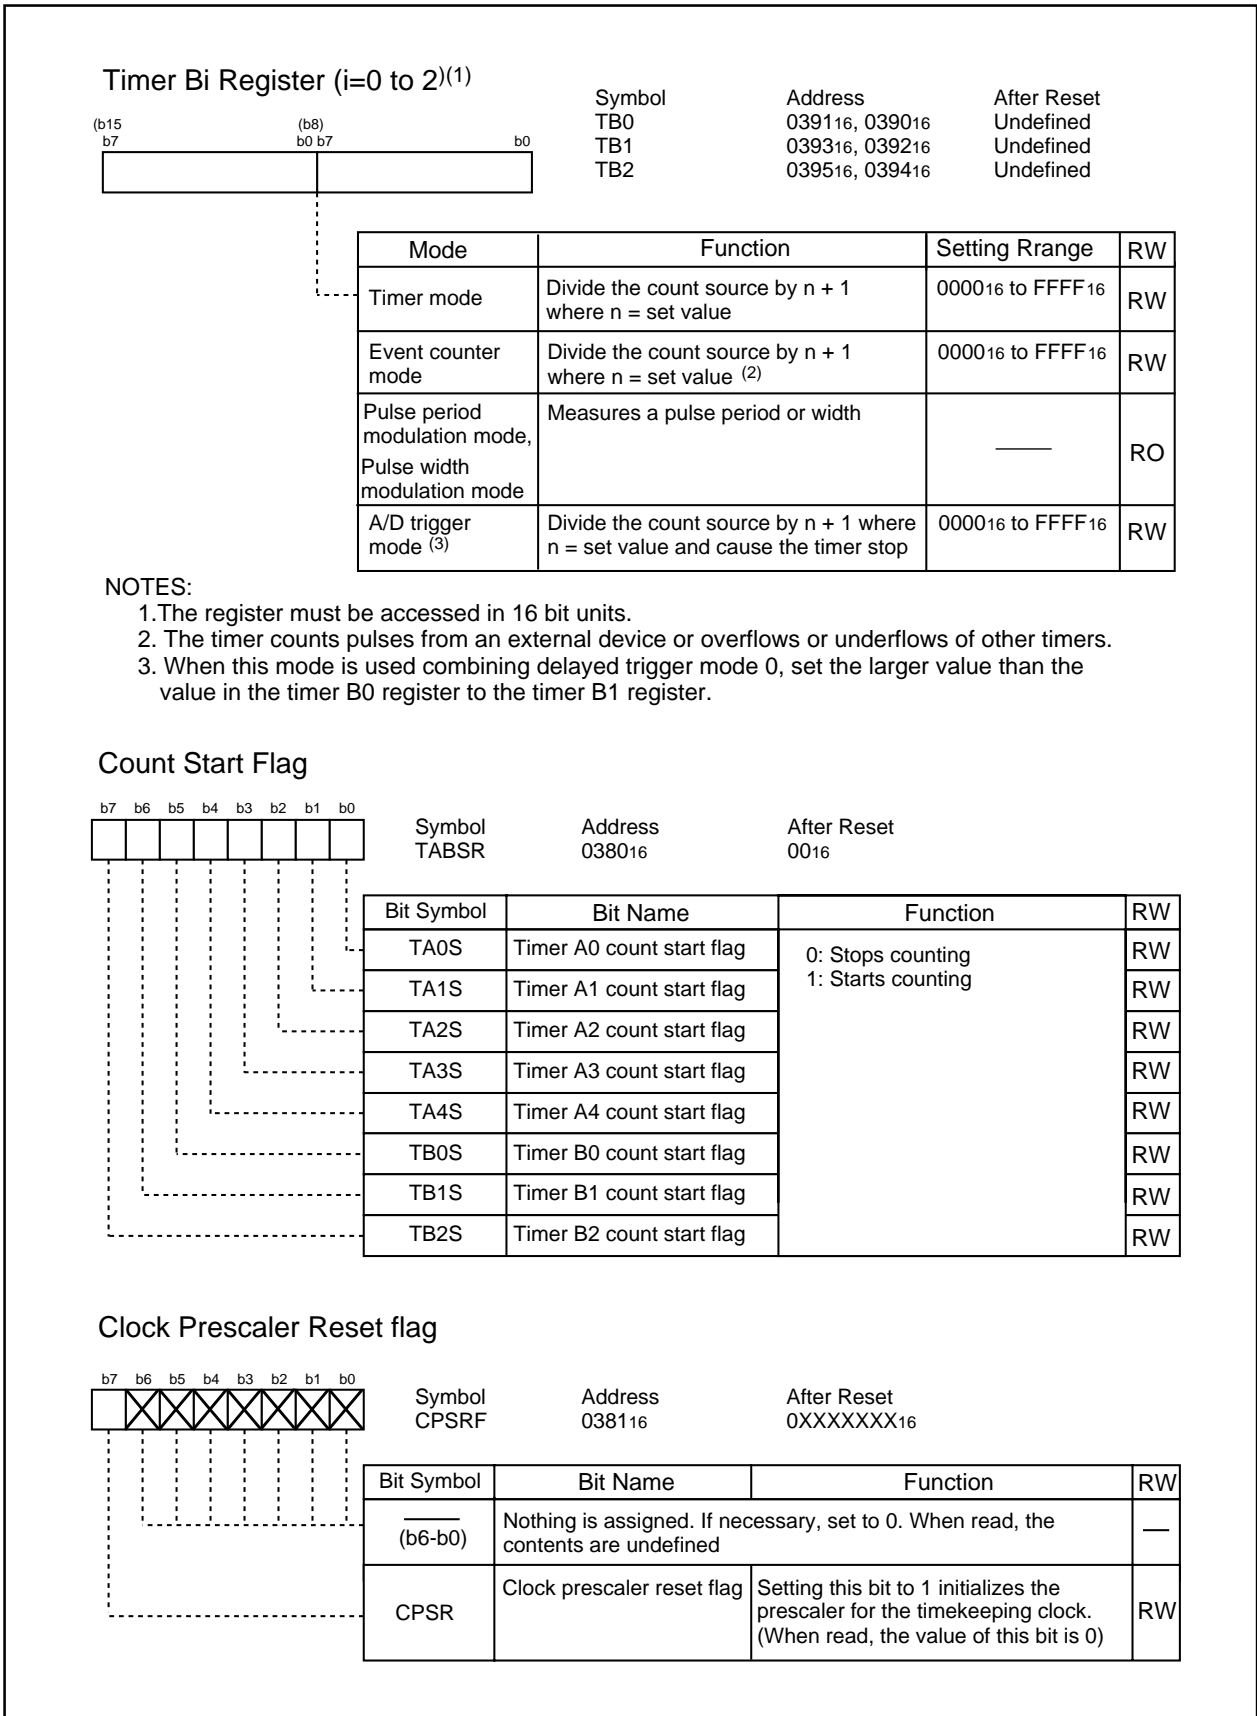 Timer Bi Register (i=0 to 2)(1)
(b15 (b8)
b7 b0 b7 b0
Symbol Address After Reset
TB0 039116, 039016 Undefined
TB1 039316, 039216 Undefined
TB2 039516, 039416 Undefined
Mode Function Setting Rrange RW
Timer mode Divide the count source by n + 1 000016 to FFFF16 RW
where n = set value
Event counter Divide the count source by n + 1 000016 to FFFF16 RW
mode where n = set value (2)
Pulse period Measures a pulse period or width
modulation mode,
Pulse width RO
modulation mode
A/D trigger Divide the count source by n + 1 where 000016 to FFFF16 RW
mode (3) n = set value and cause the timer stop
NOTES:
1.The register must be accessed in 16 bit units.
2. The timer counts pulses from an external device or overflows or underflows of other timers.
3. When this mode is used combining delayed trigger mode 0, set the larger value than the
value in the timer B0 register to the timer B1 register.
Count Start Flag
b7 b6 b5 b4 b3 b2 b1 b0
Symbol Address After Reset
TABSR 038016 0016
Bit Symbol Bit Name Function RW
TA0S Timer A0 count start flag 0: Stops counting RW
1: Starts counting
TA1S Timer A1 count start flag RW
TA2S Timer A2 count start flag RW
TA3S Timer A3 count start flag RW
TA4S Timer A4 count start flag RW
TB0S Timer B0 count start flag RW
TB1S Timer B1 count start flag RW
TB2S Timer B2 count start flag RW
Clock Prescaler Reset flag
b7 b6 b5 b4 b3 b2 b1 b0
Symbol Address After Reset
CPSRF 038116 0XXXXXXX16
Bit Symbol Bit Name Function RW
(b6-b0) Nothing is assigned. If necessary, set to 0. When read, the
contents are undefined
CPSR Clock prescaler reset flag Setting this bit to 1 initializes the RW
prescaler for the timekeeping clock.
(When read, the value of this bit is 0)